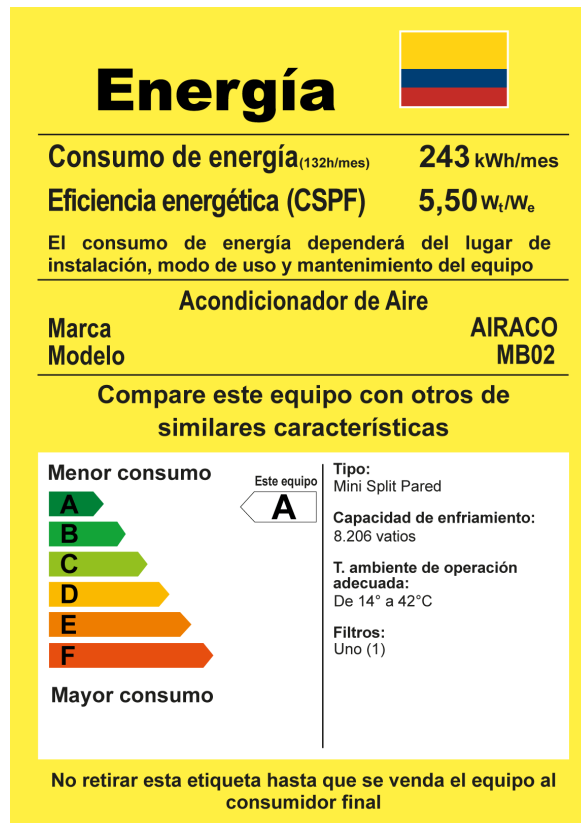 Energía
Consumo de energía(132h/mes) 243 kWh/mes
Eficiencia energética (CSPF) 5,50 Wt/We
El consumo de energía dependerá del lugar de
instalación, modo de uso y mantenimiento del equipo
Acondicionador de Aire
Marca AIRACO
Modelo MB02
Compare este equipo con otros de
similares características
Menor consumo
A
B
C
D
E
F
Mayor consumo
Este equipo
A
Tipo:
Mini Split Pared
Capacidad de enfriamiento:
8.206 vatios
T. ambiente de operación
adecuada:
De 14° a 42°C
Filtros:
Uno (1)
No retirar esta etiqueta hasta que se venda el equipo al
consumidor final